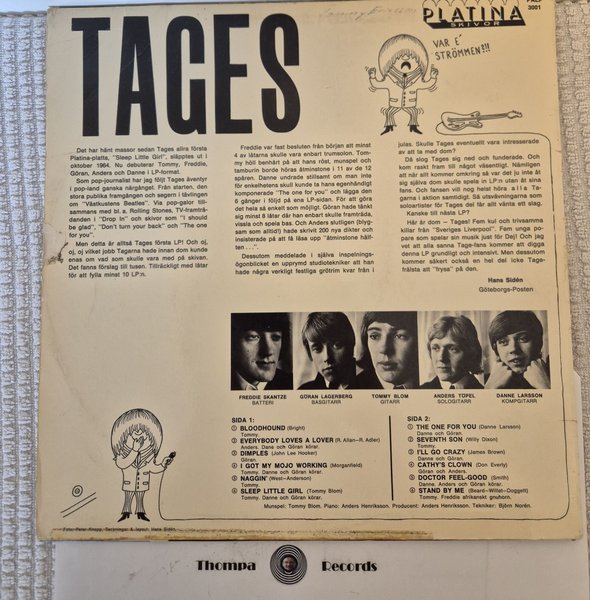 TAGES
PLATINA
SKIVOR
3001
VAR E´
STRÖMMEN!!!
Det har hänt massor sedan Tages allra första
Platina-platta, "Sleep Little Girl", släpptes ut i
oktober 1964. Nu debuterar Tommy, Freddie,
Göran, Anders och Danne i LP-format.
Som pop-journalist har jag följt Tages äventyr
i pop-land ganska närgånget. Från starten, den
stora publika framgången och segern i tävlingen
om "Västkustens Beatles". Via pop-galor till-
sammans med bl. a. Rolling Stones, TV-framträ-
danden i "Drop in" och skivor som "I should
be glad", "Don't turn your back" och "The one
for you".
Men detta är alltså Tages första LP! Och oj,
oj, oj vilket jobb Tagarna hade innan dom kunde
enas om vad som skulle vara med på skivan.
Det fanns förslag till tusen. Tillräckligt med låtar
för att fylla minst 10 LP:n.
Freddie var fast besluten från början att minst
4 av låtarna skulle vara enbart trumsolon. Tom-
my höll benhårt på att hans röst, munspel och
tamburin borde höras åtminstone i 11 av de 12
spåren. Danne undrade stillsamt om man inte
för enkelhetens skull kunde ta hans egenhändigt
komponerade "The one for you" och lägga den
6 gånger i följd på ena LP-sidan. För att göra
det hela så enkelt som möjligt. Göran hade tänkt
sig minst 8 låtar där han enbart skulle framträda,
vissla och spela bas. Och Anders slutligen (blyg-
sam som alltid!) hade skrivit 200 nya dikter och
insisterade på att få läsa upp "åtminstone hälf-
ten . . ."
Dessutom meddelade i själva inspelnings-
ögonblicket en upprymd studiotekniker att han
hade några verkligt festliga grötrim kvar från i
julas. Skulle Tages eventuellt vara intresserade
av att ta med dom?
Då slog Tages sig ned och funderade. Och
kom raskt fram till något väsentligt. Nämligen
att när allt kommer omkring så var det ju inte åt
sig själva dom skulle spela in LP:n utan åt sina
fans. Och fansen vill nog helst höra a l l a Ta-
garna i aktion samtidigt. Så utsvävningarna som
soloartister för Tages del får allt vänta ett slag.
Kanske till nästa LP?
Här är dom – Tages! Fem kul och trivsamma
killar från "Sveriges Liverpool". Fem unga po-
pare som spelar sin musik just för Dej! Och jag
vet att alla sanna Tage-fans kommer att digga
denna LP grundligt och intensivt. Men dessutom
kommer säkert också en hel del icke Tage-
frälsta att "frysa" på den.
Hans Sidén
Göteborgs-Posten
FREDDIE SKANTZE
BATTERI
GÖRAN LAGERBERG
BASGITARR
TOMMY BLOM
GITARR
ANDERS TÖPEL
SOLOGITARR
DANNE LARSSON
KOMPGITARR
SIDA 1:
① BLOODHOUND (Bright)
Tommy.
② EVERYBODY LOVES A LOVER (R. Allan–R. Adler)
Anders. Danne och Göran körar.
③ DIMPLES (John Lee Hooker)
Göran.
④ I GOT MY MOJO WORKING (Morganfield)
Tommy. Danne och Göran körar.
⑤ NAGGIN' (West–Anderson)
Tommy.
⑥ SLEEP LITTLE GIRL (Tommy Blom)
Tommy. Danne och Göran körar.
SIDA 2:
① THE ONE FOR YOU (Danne Larsson)
Danne och Göran.
② SEVENTH SON (Willy Dixon)
Tommy.
③ I'LL GO CRAZY (James Brown)
Tommy. Danne och Göran körar.
④ CATHY'S CLOWN (Don Everly)
Göran och Anders.
⑤ DOCTOR FEEL-GOOD (Smith)
Danne. Anders och Göran körar.
⑥ STAND BY ME (Beard–Willet–Doggett)
Tommy. Freddie afrikanskt gnuhorn.
Munspel: Tommy Blom. Piano: Anders Henriksson. Producent: Anders Henriksson. Tekniker: Björn Norén.
Foto: Peter Knopp. Teckningar & layout: Hans Sidén.
Thompa Records